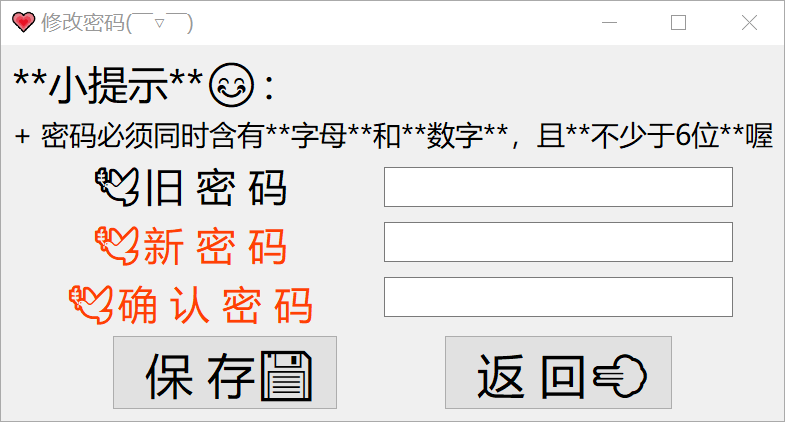 修改密码(￣▽￣)
**小提示**😊：
+ 密码必须同时含有**字母**和**数字**，且**不少于6位**喔
🕊旧 密 码
🕊新 密 码
🕊确 认 密 码
保 存💾
返 回👈